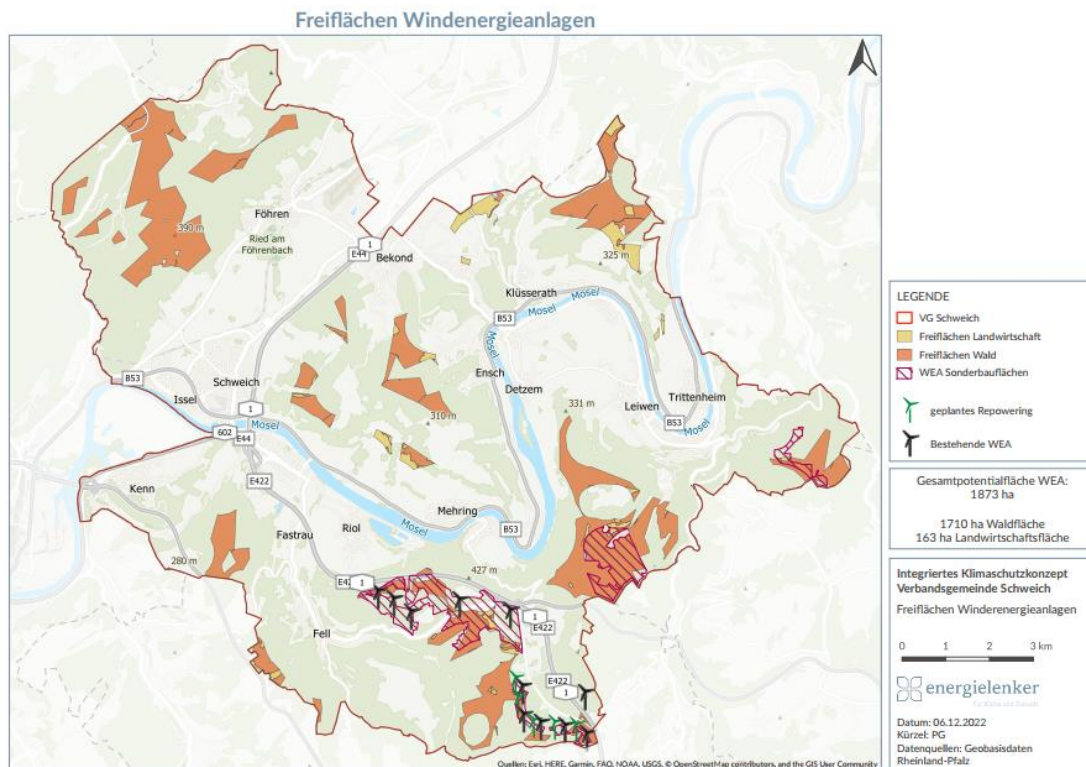 Freiflächen Windenergieanlagen
390 m
Föhren
Ried am
Föhrenbach
1
E44
Bekond
325 m
Klüsserath
Mosel
Mosel
B53
Mosel
Ensch
Detzem
B53
Schweich
Issel
1
Mosel
602
E44
310 m
331 m
Leiwen
Trittenheim
B53
Mosel
E422
Kenn
Fastrau
Riol
Mehring
Mosel
B53
280 m
427 m
1
Fell
1
E422
E422
1
Quellen: Esri, HERE, Garmin, FAO, NOAA, USGS, © OpenStreetMap contributors, and the GIS User Community
LEGENDE
VG Schweich
Freiflächen Landwirtschaft
Freiflächen Wald
WEA Sonderbauflächen
geplantes Repowering
Bestehende WEA
Gesamtpotentialfläche WEA:
1873 ha
1710 ha Waldfläche
163 ha Landwirtschaftsfläche
Integriertes Klimaschutzkonzept
Verbandsgemeinde Schweich
Freiflächen Winderenergieanlagen
0 1 2 3 km
energielenker
Datum: 06.12.2022
Kürzel: PG
Datenquellen: Geobasisdaten
Rheinland-Pfalz